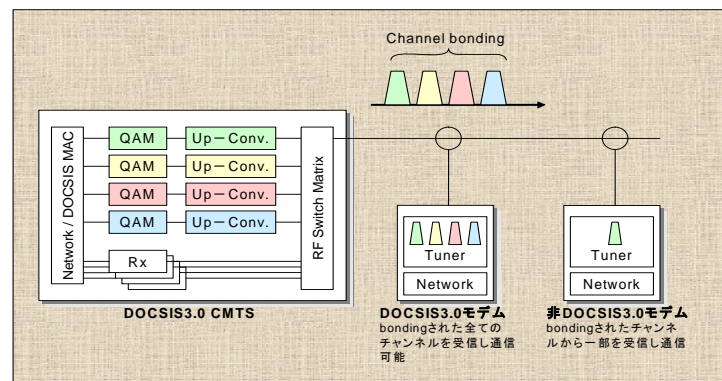 Channel bonding
Network / DOCSIS MAC
QAM
Up－Conv.
QAM
Up－Conv.
QAM
Up－Conv.
QAM
Up－Conv.
Rx
RF Switch Matrix
DOCSIS3.0 CMTS
Tuner
Network
DOCSIS3.0モデム
bondingされた全ての
チャンネルを受信し通信
可能
Tuner
Network
非DOCSIS3.0モデム
bondingされたチャンネ
ルから一部を受信し通信